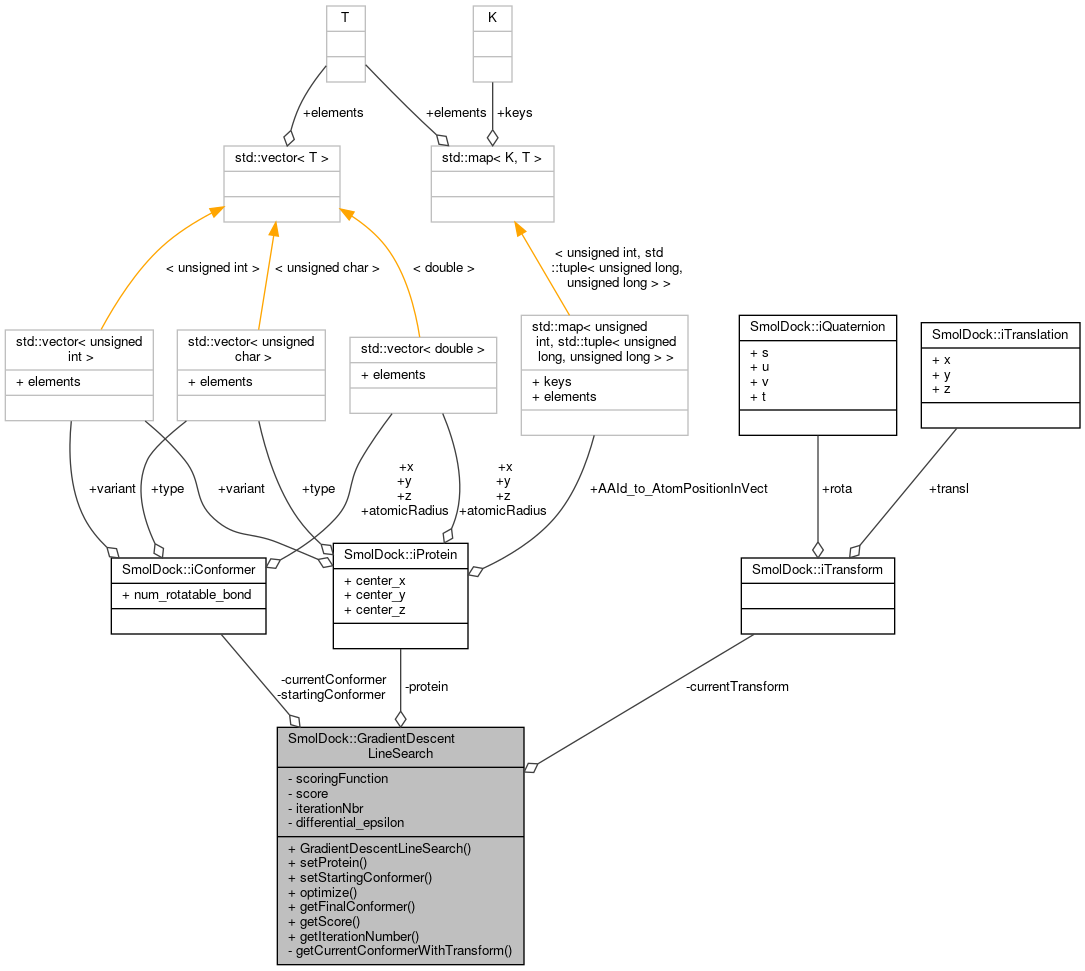 T
K
+elements
+elements
+keys
std::vector< T >
std::map< K, T >
< unsigned int >
< unsigned char >
< double >
< unsigned int, std
::tuple< unsigned long,
unsigned long > >
std::vector< unsigned
int >
+ elements
std::vector< unsigned
char >
+ elements
std::vector< double >
+ elements
std::map< unsigned
int, std::tuple< unsigned
long, unsigned long > >
+ keys
+ elements
SmolDock::iQuaternion
+ s
+ u
+ v
+ t
SmolDock::iTranslation
+ x
+ y
+ z
+variant
+type
+variant
+type
+x
+y
+z
+atomicRadius
+x
+y
+z
+atomicRadius
+AAId_to_AtomPositionInVect
+rota
+transl
SmolDock::iConformer
+ num_rotatable_bond
SmolDock::iProtein
+ center_x
+ center_y
+ center_z
SmolDock::iTransform
-currentConformer
-startingConformer
-protein
-currentTransform
SmolDock::GradientDescent
LineSearch
- scoringFunction
- score
- iterationNbr
- differential_epsilon
+ GradientDescentLineSearch()
+ setProtein()
+ setStartingConformer()
+ optimize()
+ getFinalConformer()
+ getScore()
+ getIterationNumber()
- getCurrentConformerWithTransform()